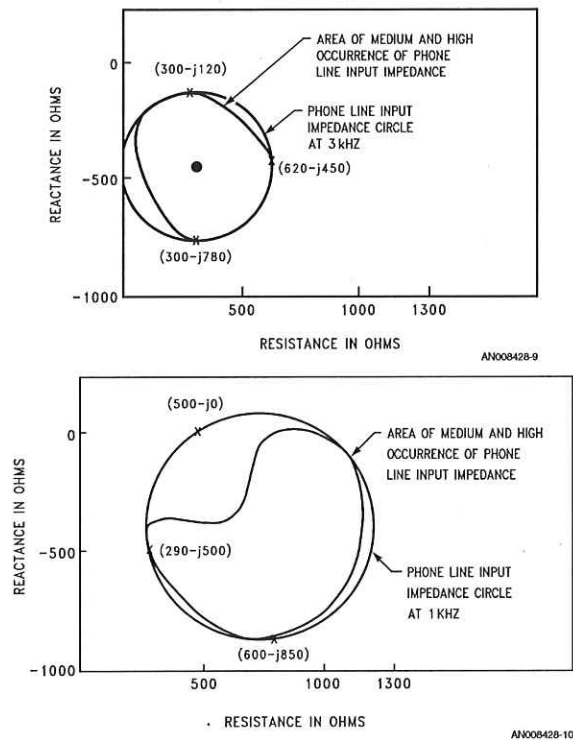 AREA OF MEDIUM AND HIGH
OCCURRENCE OF PHONE
LINE INPUT IMPEDANCE
0
(300-j120)
PHONE LINE INPUT
IMPEDANCE CIRCLE
AT 3 kHZ
REACTANCE IN OHMS
-500
(620-j450)
(300-j780)
-1000
500
1000
1300
RESISTANCE IN OHMS
AN008428-9
(500-j0)
0
AREA OF MEDIUM AND HIGH
OCCURRENCE OF PHONE
LINE INPUT IMPEDANCE
REACTANCE IN OHMS
-500
(290-j500)
PHONE LINE INPUT
IMPEDANCE CIRCLE
AT 1 KHZ
(600-j850)
-1000
500
1000
1300
RESISTANCE IN OHMS
AN008428-10